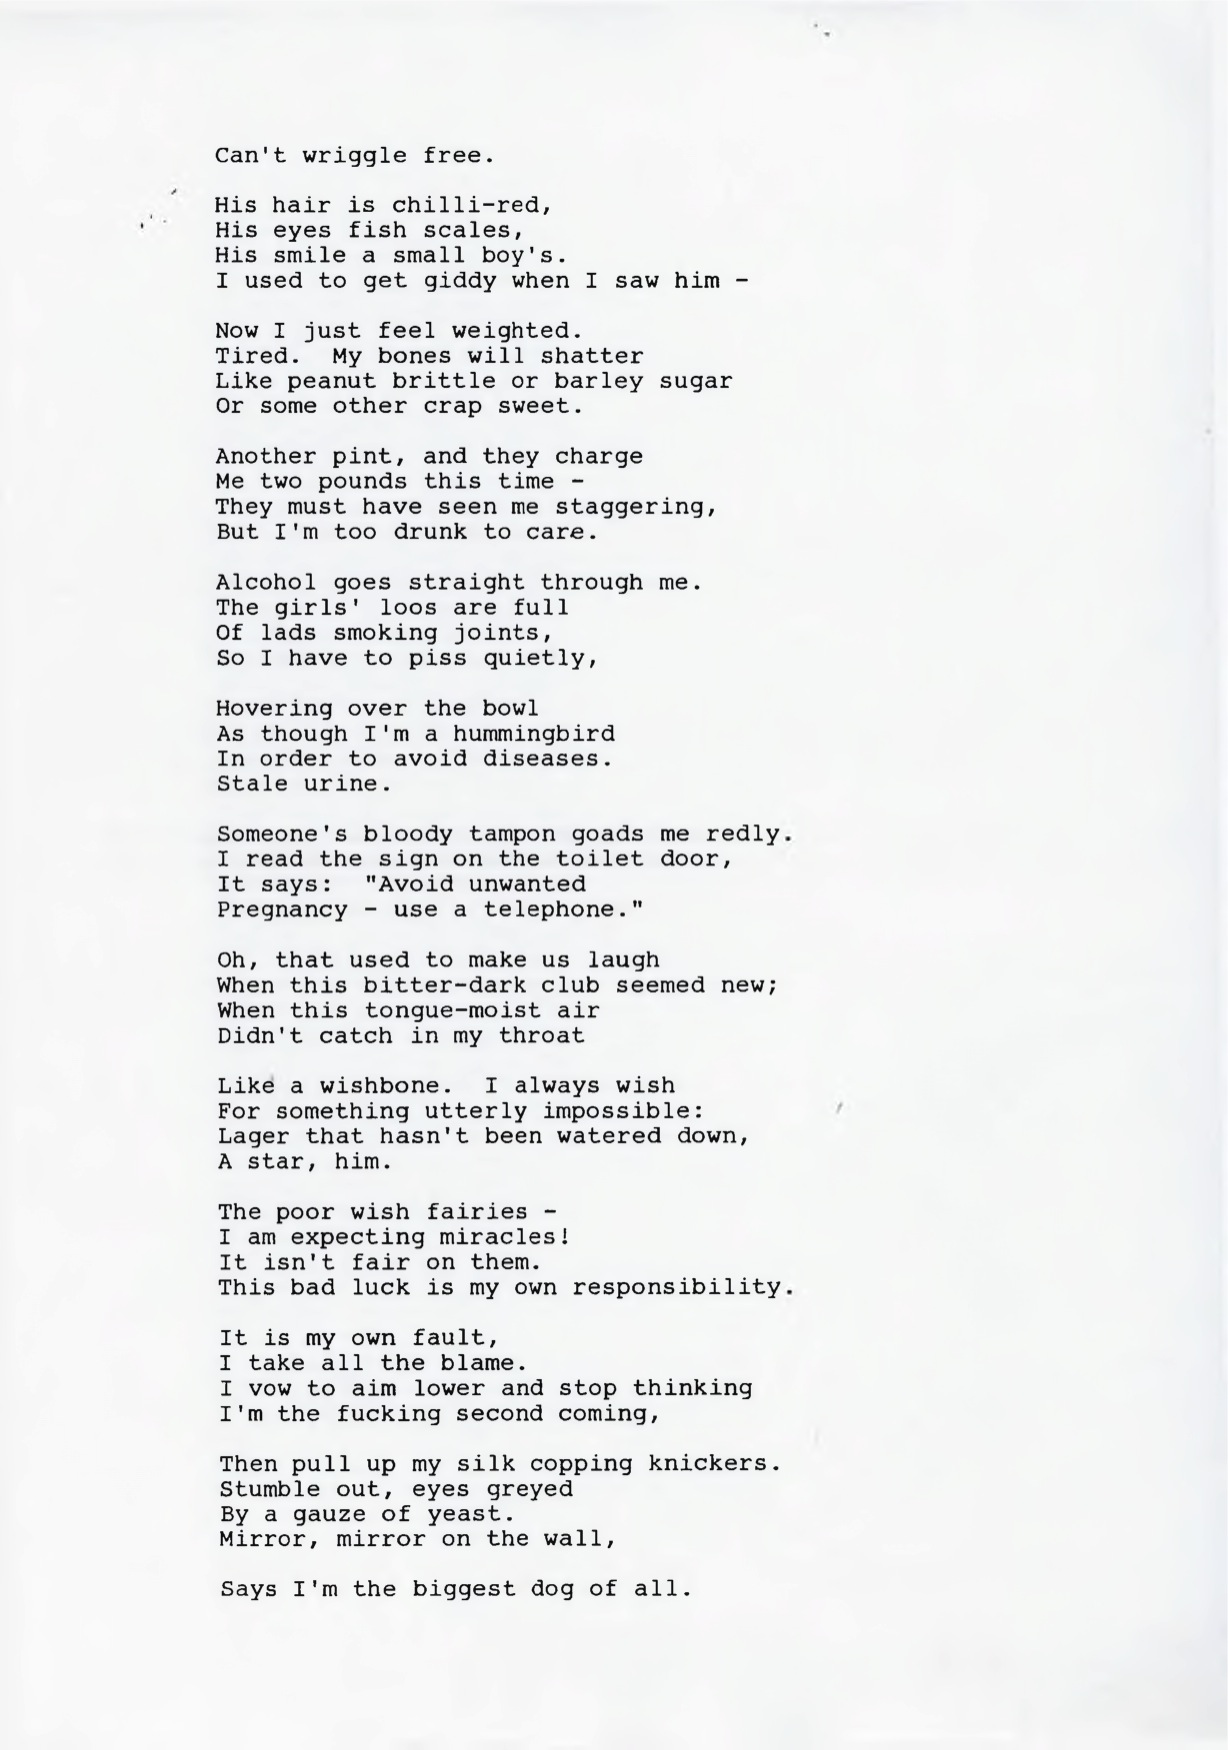 Can't wriggle free.

His hair is chilli-red,
His eyes fish scales,
His smile a small boy's.
I used to get giddy when I saw him -

Now I just feel weighted.
Tired.  My bones will shatter
Like peanut brittle or barley sugar
Or some other crap sweet.

Another pint, and they charge
Me two pounds this time -
They must have seen me staggering,
But I'm too drunk to care.

Alcohol goes straight through me.
The girls' loos are full
Of lads smoking joints,
So I have to piss quietly,

Hovering over the bowl
As though I'm a hummingbird
In order to avoid diseases.
Stale urine.

Someone's bloody tampon goads me redly.
I read the sign on the toilet door,
It says:  "Avoid unwanted
Pregnancy - use a telephone."

Oh, that used to make us laugh
When this bitter-dark club seemed new;
When this tongue-moist air
Didn't catch in my throat

Like a wishbone.  I always wish
For something utterly impossible:
Lager that hasn't been watered down,
A star, him.

The poor wish fairies -
I am expecting miracles!
It isn't fair on them.
This bad luck is my own responsibility.

It is my own fault,
I take all the blame.
I vow to aim lower and stop thinking
I'm the fucking second coming,

Then pull up my silk copping knickers.
Stumble out, eyes greyed
By a gauze of yeast.
Mirror, mirror on the wall,

Says I'm the biggest dog of all.